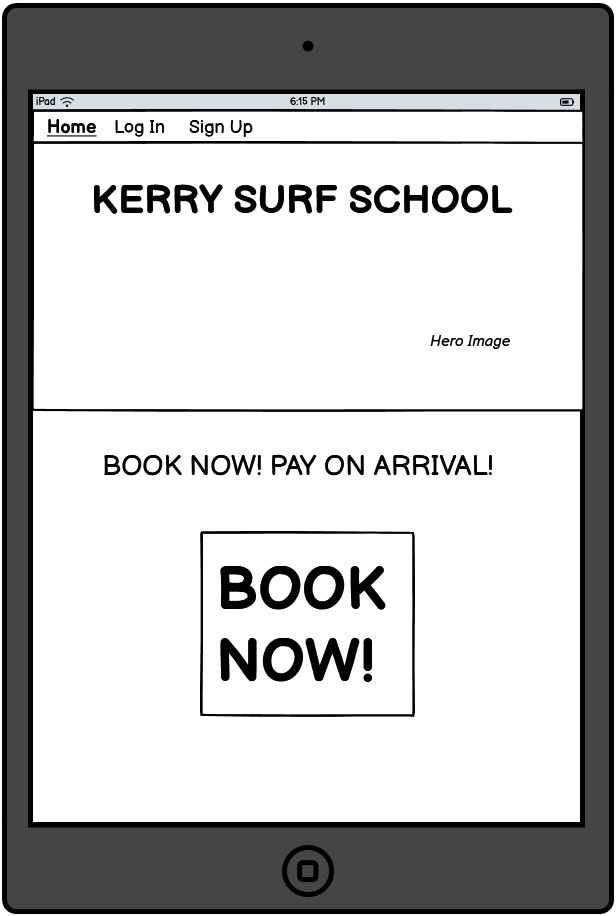 iPad 6:15 PM
Home Log In Sign Up
KERRY SURF SCHOOL
Hero Image
BOOK NOW! PAY ON ARRIVAL!
BOOK
NOW!